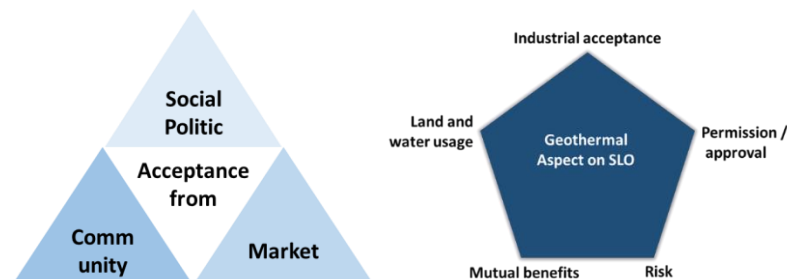 Social
Politic
Acceptance
from
Comm
unity
Market
Industrial acceptance
Land and
water usage
Geothermal
Aspect on SLO
Permission /
approval
Mutual benefits
Risk